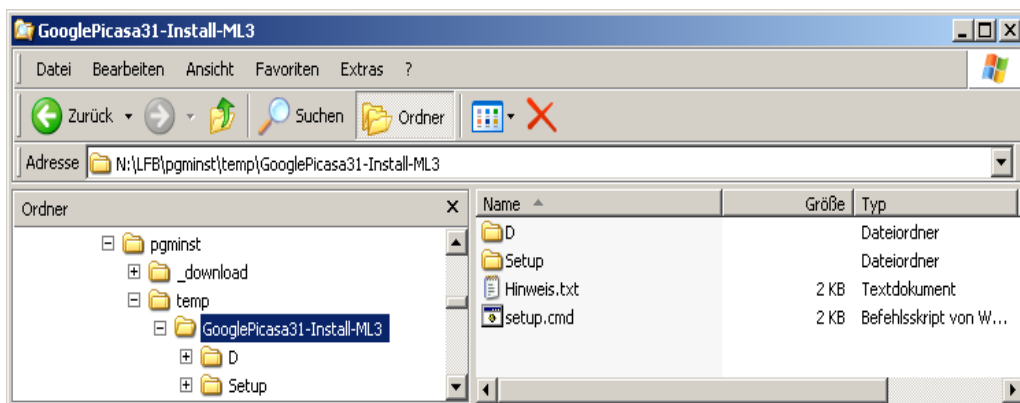 GooglePicasa31-Install-ML3
Datei Bearbeiten Ansicht Favoriten Extras ?
Zurück Suchen Ordner
Adresse N:\LFB\pgminst\temp\GooglePicasa31-Install-ML3
Ordner x
pgminst
_download
temp
GooglePicasa31-Install-ML3
D
Setup
Name Größe Typ
D Dateiordner
Setup Dateiordner
Hinweis.txt 2 KB Textdokument
setup.cmd 2 KB Befehlsskript von W...